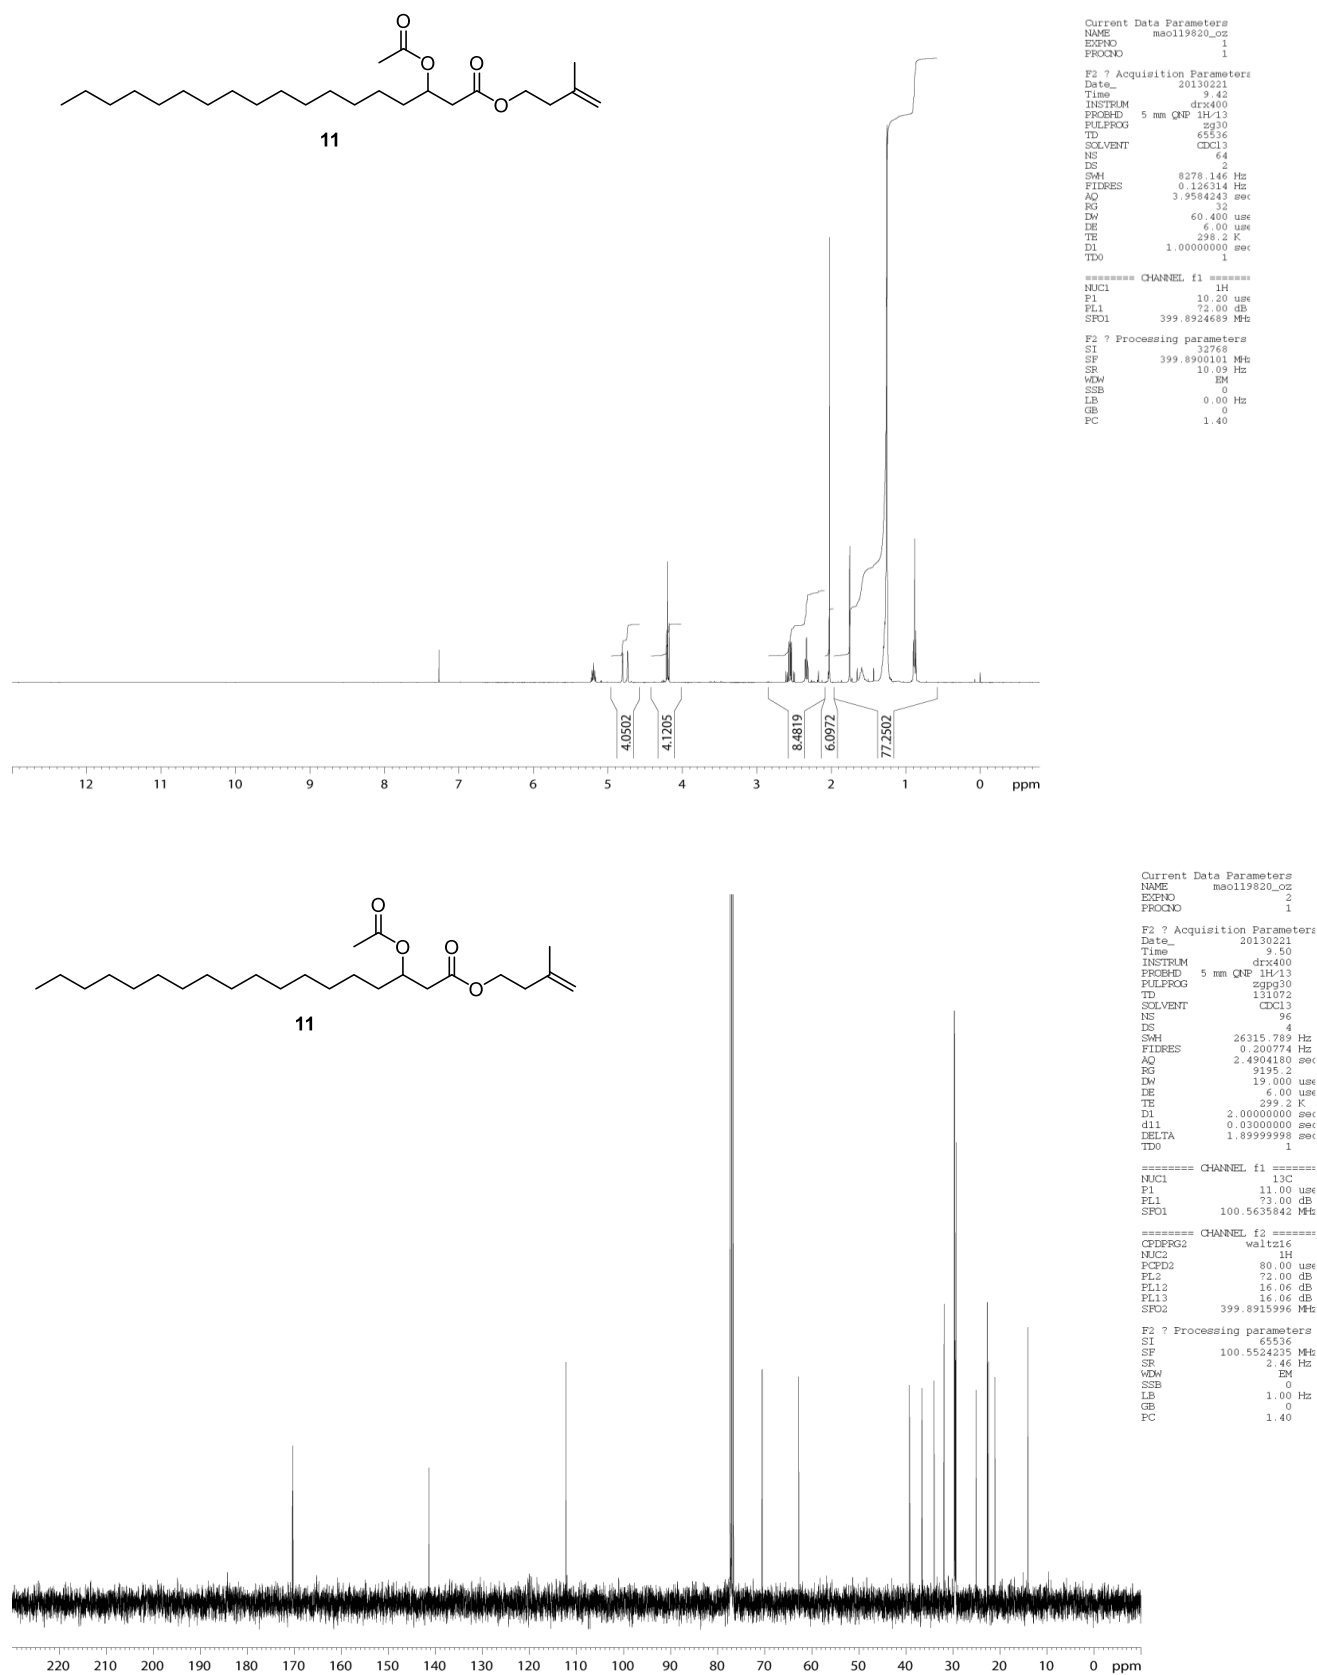 O
O
O
O
11
Current Data Parameters
NAME mao119820_oz
EXPNO 1
PROCNO 1
F2 ? Acquisition Parameters
Date_ 20130221
Time 9.42
INSTRUM drx400
PROBHD 5 mm QNP 1H/13
PULPROG zg30
TD 65536
SOLVENT CDCl3
NS 64
DS 2
SWH 8278.146 Hz
FIDRES 0.126314 Hz
AQ 3.9584243 sec
RG 32
DW 60.400 use
DE 6.00 use
TE 298.2 K
D1 1.00000000 sec
TD0 1
======== CHANNEL f1 =======
NUC1 1H
P1 10.20 use
PL1 ?2.00 dB
SFO1 399.8924689 MHz
F2 ? Processing parameters
SI 32768
SF 399.8900101 MHz
SR 10.09 Hz
WDW EM
SSB 0
LB 0.00 Hz
GB 0
PC 1.40
4.0502 4.1205 8.4819 6.0972 77.2502
12 11 10 9 8 7 6 5 4 3 2 1 0 ppm
O
O
O
O
11
Current Data Parameters
NAME mao119820_oz
EXPNO 2
PROCNO 1
F2 ? Acquisition Parameters
Date_ 20130221
Time 9.50
INSTRUM drx400
PROBHD 5 mm QNP 1H/13
PULPROG zgpg30
TD 131072
SOLVENT CDCl3
NS 96
DS 4
SWH 26315.789 Hz
FIDRES 0.200774 Hz
AQ 2.4904180 sec
RG 9195.2
DW 19.000 use
DE 6.00 use
TE 299.2 K
D1 2.00000000 sec
d11 0.03000000 sec
DELTA 1.89999998 sec
TD0 1
======== CHANNEL f1 =======
NUC1 13C
P1 11.00 use
PL1 ?3.00 dB
SFO1 100.5635842 MHz
======== CHANNEL f2 =======
CPDPRG2 waltz16
NUC2 1H
PCPD2 80.00 use
PL2 ?2.00 dB
PL12 16.06 dB
PL13 16.06 dB
SFO2 399.8915996 MHz
F2 ? Processing parameters
SI 65536
SF 100.5524235 MHz
SR 2.46 Hz
WDW EM
SSB 0
LB 1.00 Hz
GB 0
PC 1.40
220 210 200 190 180 170 160 150 140 130 120 110 100 90 80 70 60 50 40 30 20 10 0 ppm